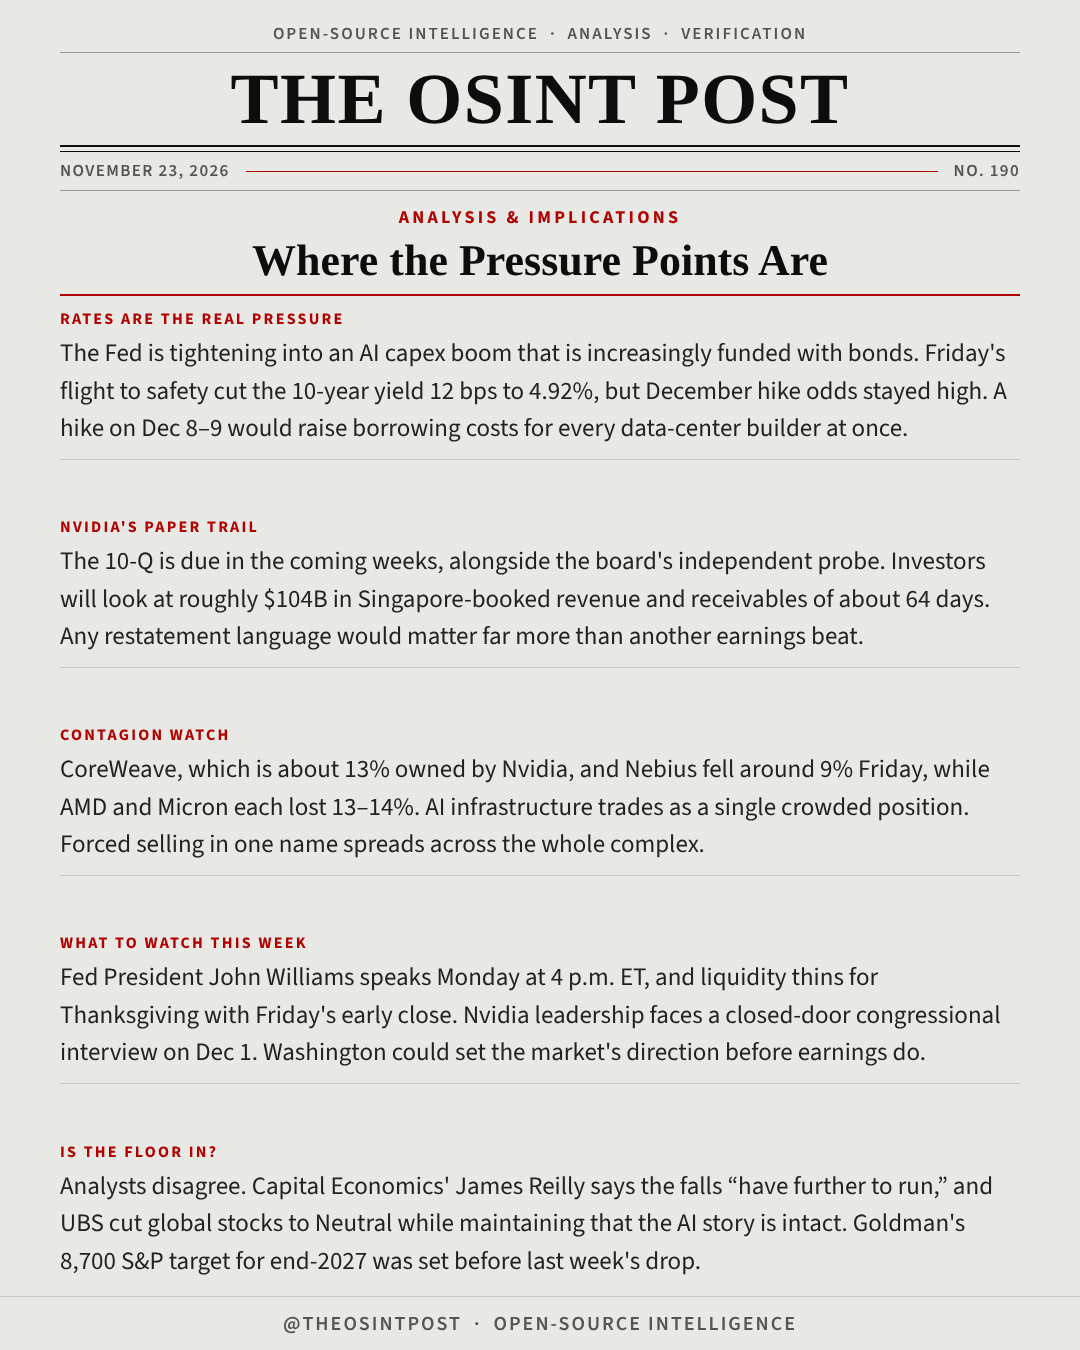 OPEN-SOURCE INTELLIGENCE · ANALYSIS · VERIFICATION
THE OSINT POST
NOVEMBER 23, 2026 NO. 190
ANALYSIS & IMPLICATIONS
Where the Pressure Points Are
RATES ARE THE REAL PRESSURE
The Fed is tightening into an AI capex boom that is increasingly funded with bonds. Friday's
flight to safety cut the 10-year yield 12 bps to 4.92%, but December hike odds stayed high. A
hike on Dec 8–9 would raise borrowing costs for every data-center builder at once.
NVIDIA'S PAPER TRAIL
The 10-Q is due in the coming weeks, alongside the board's independent probe. Investors
will look at roughly $104B in Singapore-booked revenue and receivables of about 64 days.
Any restatement language would matter far more than another earnings beat.
CONTAGION WATCH
CoreWeave, which is about 13% owned by Nvidia, and Nebius fell around 9% Friday, while
AMD and Micron each lost 13–14%. AI infrastructure trades as a single crowded position.
Forced selling in one name spreads across the whole complex.
WHAT TO WATCH THIS WEEK
Fed President John Williams speaks Monday at 4 p.m. ET, and liquidity thins for
Thanksgiving with Friday's early close. Nvidia leadership faces a closed-door congressional
interview on Dec 1. Washington could set the market's direction before earnings do.
IS THE FLOOR IN?
Analysts disagree. Capital Economics' James Reilly says the falls “have further to run,” and
UBS cut global stocks to Neutral while maintaining that the AI story is intact. Goldman's
8,700 S&P target for end-2027 was set before last week's drop.
@THEOSINTPOST · OPEN-SOURCE INTELLIGENCE